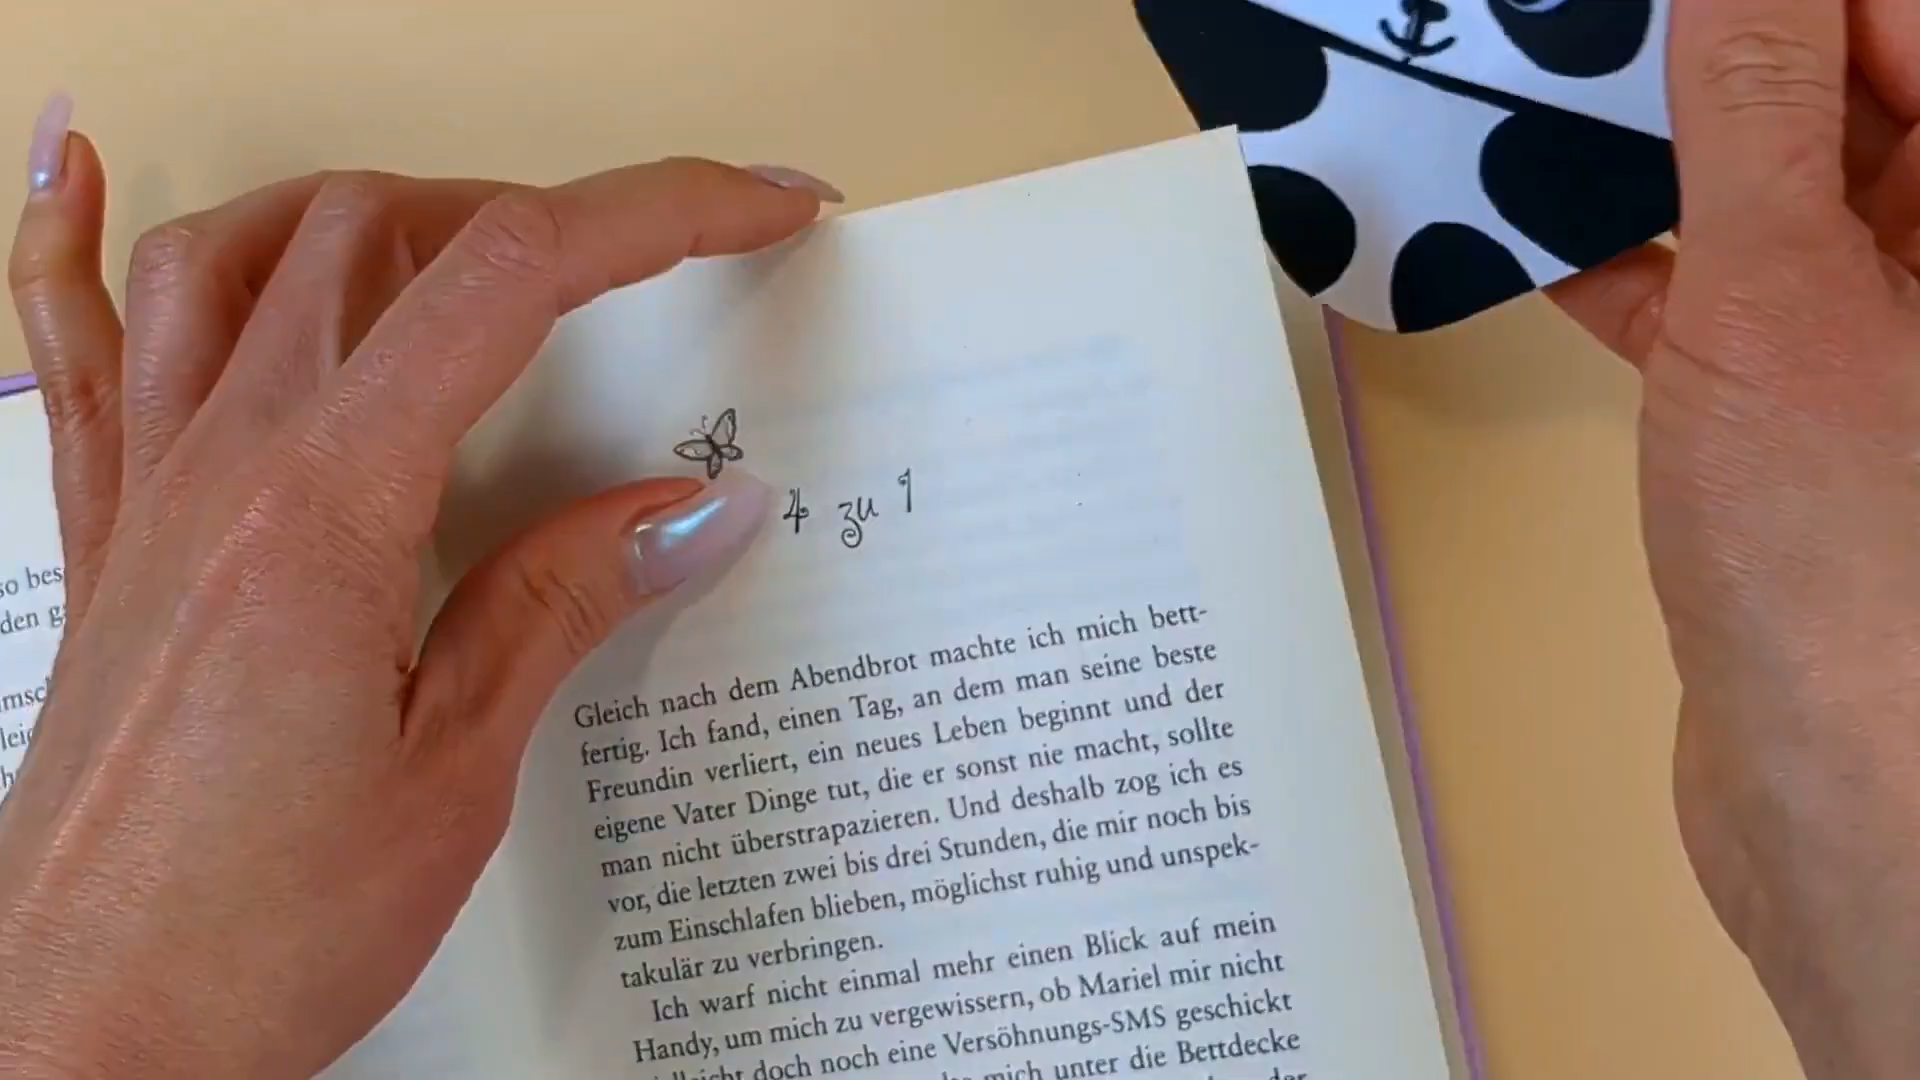 so bes
den g
4 zu 1
Gleich nach dem Abendbrot machte ich mich bett-
fertig. Ich fand, einen Tag, an dem man seine beste
Freundin verliert, ein neues Leben beginnt und der
eigene Vater Dinge tut, die er sonst nie macht, sollte
man nicht überstrapazieren. Und deshalb zog ich es
vor, die letzten zwei bis drei Stunden, die mir noch bis
zum Einschlafen blieben, möglichst ruhig und unspek-
takulär zu verbringen.
Ich warf nicht einmal mehr einen Blick auf mein
Handy, um mich zu vergewissern, ob Mariel mir nicht
doch noch eine Versöhnungs-SMS geschickt
mich unter die Bettdecke